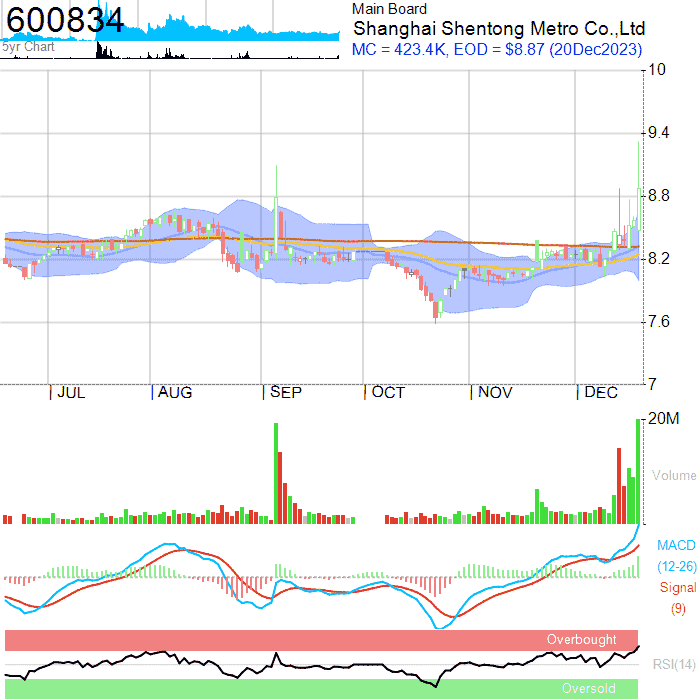 600834
5yr Chart
Main Board
Shanghai Shentong Metro Co.,Ltd
MC = 423.4K, EOD = $8.87 (20Dec2023)
10
9.4
8.8
8.2
7.6
7
JUL AUG SEP OCT NOV DEC
20M
Volume
MACD
(12-26)
Signal
(9)
Overbought
RSI(14)
Oversold